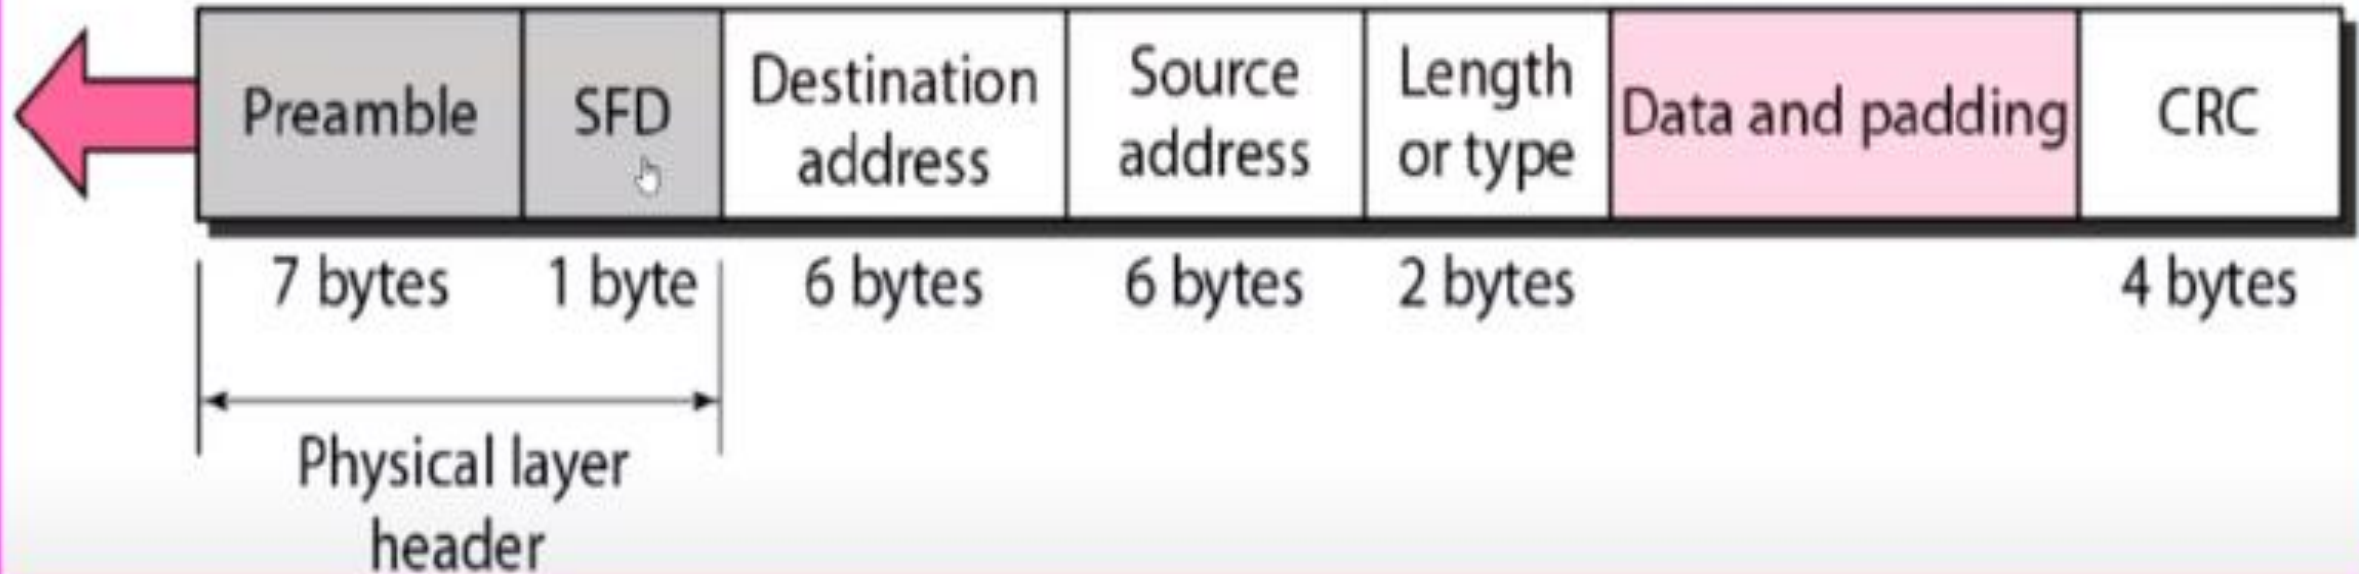 Preamble
SFD
Destination
address
Source
address
Length
or type
Data and padding
CRC
7 bytes
1 byte
6 bytes
6 bytes
2 bytes
4 bytes
Physical layer
header